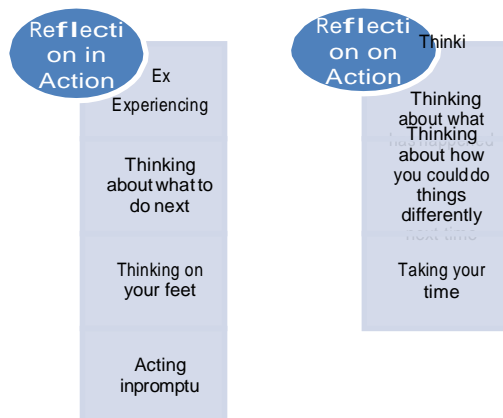 Reflecti
on in
Action
Ex
Experiencing
Thinking
about what to
do next
Thinking on
your feet
Acting
inpromptu
Reflecti
on on
Action
Thinki
Thinking
about what
has happened
Thinking
about how
you could do
things
differently
next time
Taking your
time